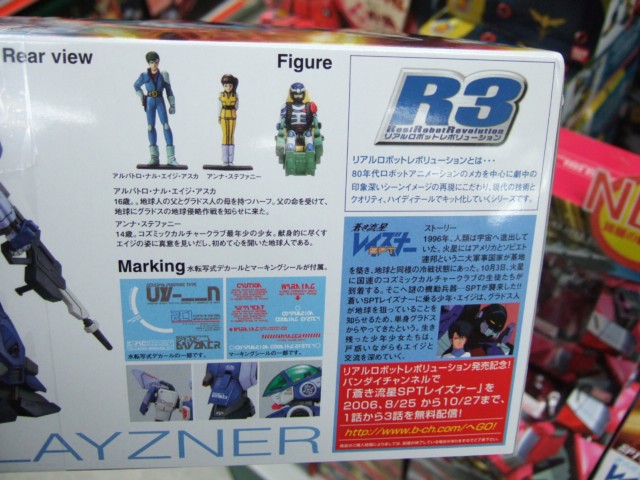 Rear view
Figure
アルバトロ・ナル・エイジ・アスカ
アンナ・ステファニー
アルバトロ・ナル・エイジ・アスカ
16歳。地球人の父とグラドス人の母を持つハーフ。父の命を受けて、
地球にグラドスの地球侵略作戦を知らせに来た。
アンナ・ステファニー
14歳。コズミックカルチャークラブ最年少の少女。献身的に尽くす
エイジの姿に真意を見いだし、初めて心を開いた地球人である。
Marking 水転写式デカールとマーキングシールが付属。
水転写式デカールの一部です。
マーキングシールの一部です。
LAYZNER
R3
Real Robot Revolution
リアルロボットレボリューション
リアルロボットレボリューションとは・・・
80年代ロボットアニメーションのメカを中心に劇中の
印象深いシーンイメージの再現にこだわり、現代の技術と
クオリティ、ハイディテールでキット化していくシリーズです。
蒼き流星
SPT
レイズナー
ストーリー
1996年、人類は宇宙へ進出してい
た。火星にはアメリカとソビエト
連邦という二大軍事国家が基地
を築き、地球と同様の冷戦状態にあった。10月3日、火星
に国連のコズミックカルチャークラブの生徒たちが
到着する。そこへ謎の機動兵器―SPTが襲来した!!
蒼いSPTレイズナーに乗る少年・エイジは、グラドス人
が地球を狙っていることを
知らせるため、単身グラドス
からやってきたという。生き
残った少年少女たちは、
戸惑いながらもエイジと
交流を深めていく。
リアルロボットレボリューション発売記念!
バンダイチャンネルで
「蒼き流星SPTレイズナー」を
2006, 8/25から10/27まで、
1話から3話を無料配信!
http://www.b-ch.com/へGO!